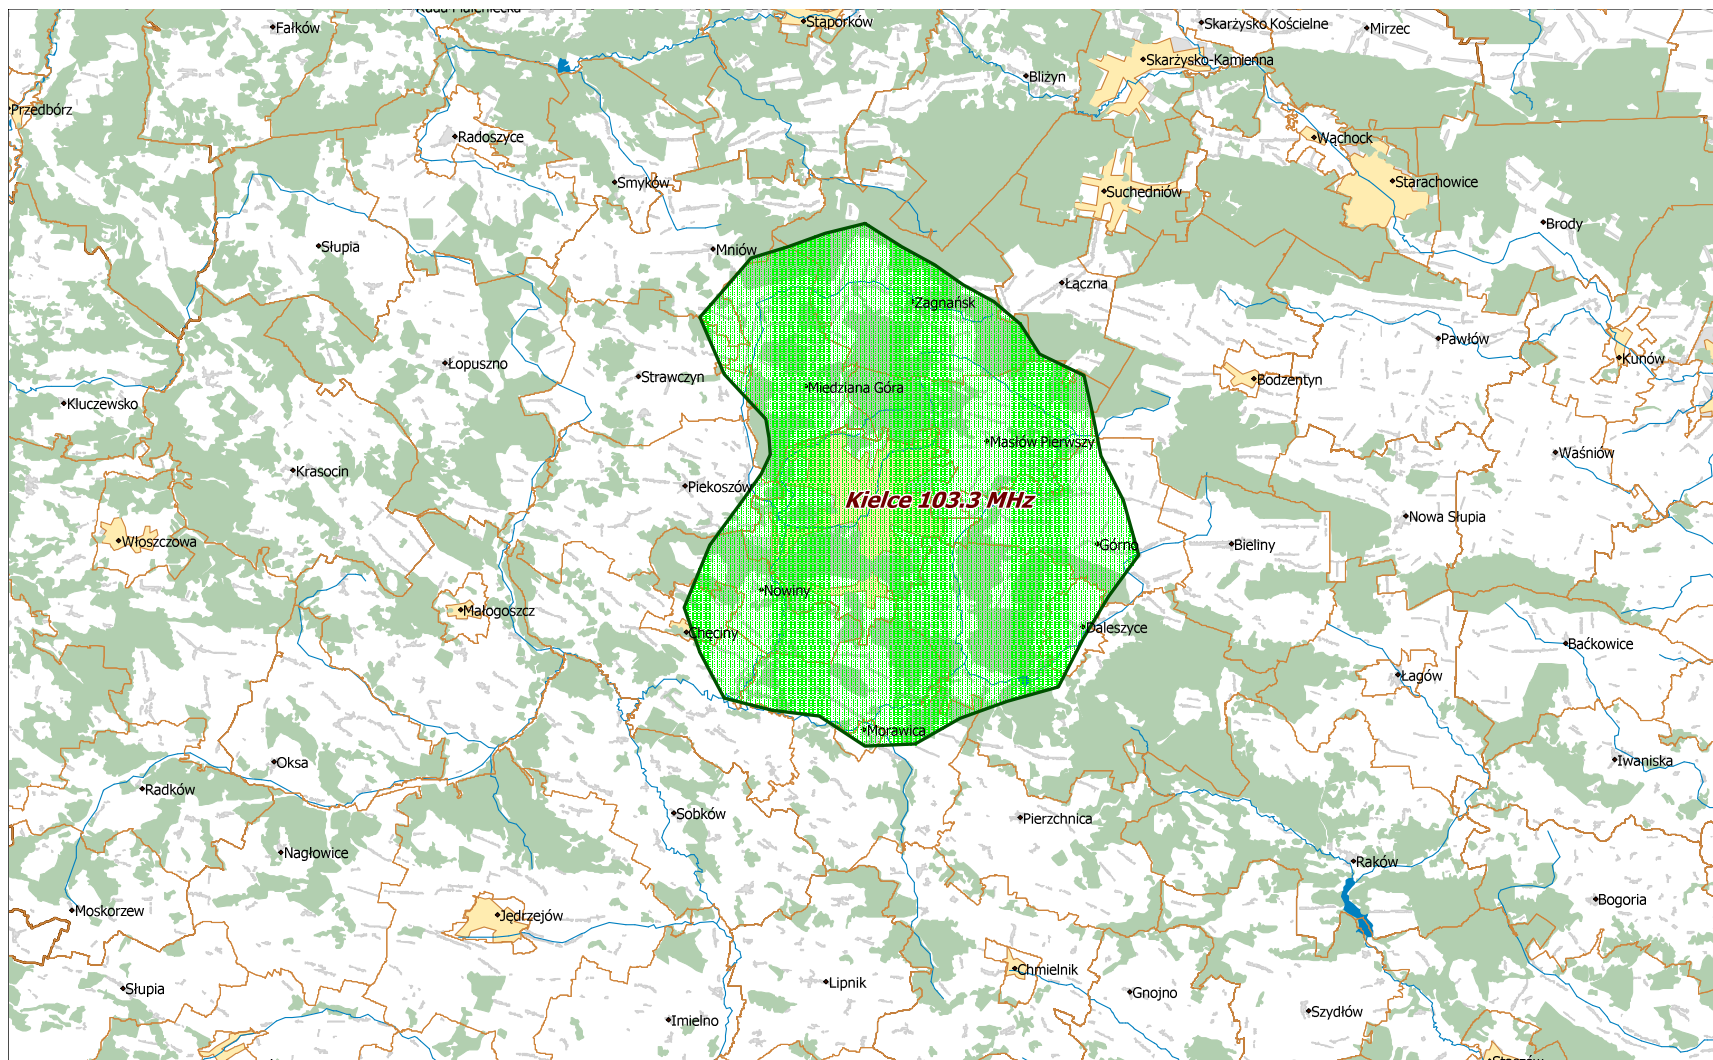 Ruda Maleniecka
Fałków
Stąporków
Skarżysko Kościelne
Mirzec
Skarżysko-Kamienna
Bliżyn
Przedbórz
Radoszyce
Wąchock
Smyków
Suchedniów
Starachowice
Brody
Słupia
Mniów
Łączna
Zagnańsk
Pawłów
Kunów
Łopuszno
Strawczyn
Miedziana Góra
Bodzentyn
Kluczewsko
Masłów Pierwszy
Waśniów
Krasocin
Piekoszów
Kielce 103.3 MHz
Nowa Słupia
Włoszczowa
Górno
Bieliny
Nowiny
Małogoszcz
Chęciny
Daleszyce
Baćkowice
Łagów
Morawica
Oksa
Iwaniska
Radków
Sobków
Pierzchnica
Nagłowice
Raków
Moskorzew
Jędrzejów
Bogoria
Chmielnik
Słupia
Lipnik
Gnojno
Szydłów
Imielno